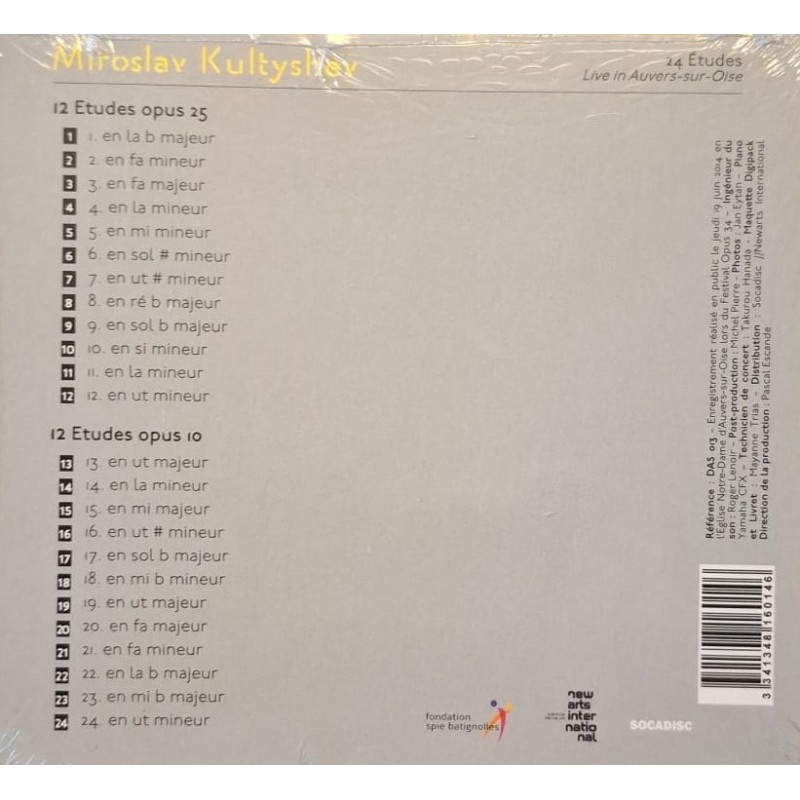 Miroslav Kultyshev
24 Études
Live in Auvers-sur-Oise
12 Etudes opus 25
1 1. en la b majeur
2 2. en fa mineur
3 3. en fa majeur
4 4. en la mineur
5 5. en mi mineur
6 6. en sol # mineur
7 7. en ut # mineur
8 8. en ré b majeur
9 9. en sol b majeur
10 10. en si mineur
11 11. en la mineur
12 12. en ut mineur
12 Etudes opus 10
13 13. en ut majeur
14 14. en la mineur
15 15. en mi majeur
16 16. en ut # mineur
17 17. en sol b majeur
18 18. en mi b mineur
19 19. en ut majeur
20 20. en fa majeur
21 21. en fa mineur
22 22. en la b majeur
23 23. en mi b majeur
24 24. en ut mineur
Référence : DAS 013 - Enregistrement réalisé en public le jeudi 19 juin 2014 en
l'Eglise Notre-Dame d'Auvers-sur-Oise lors du Festival Opus 34 - Ingénieur du
son : Roger Lenoir - Post-production : Michel Pierre - Photos : Jan Eytan - Piano
Yamaha CFX - Technicien de concert : Takurou Hanada - Maquette Digipack
et Livret : Mayanne Trias - Distribution : Socadisc //Newarts International
Direction de la production : Pascal Escande
3 341348 160146
fondation
spie batignolles
new
arts
inter
natio
nal
SOCADISC